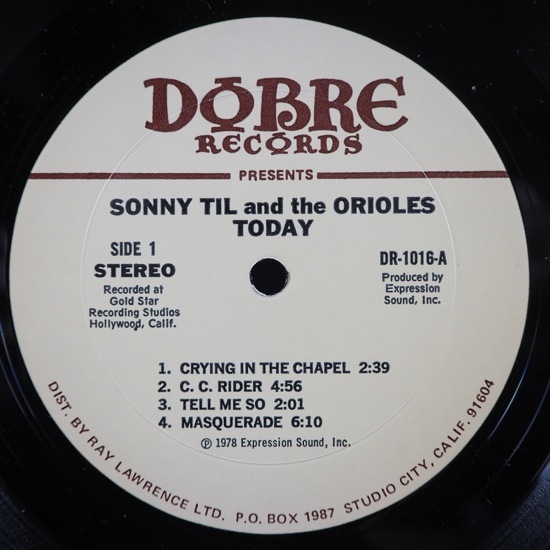 DOBRE
RECORDS
PRESENTS
SONNY TIL and the ORIOLES
TODAY
SIDE 1
STEREO
Recorded at
Gold Star
Recording Studios
Hollywood, Calif.
DR-1016-A
Produced by
Expression
Sound, Inc.
1. CRYING IN THE CHAPEL 2:39
2. C. C. RIDER 4:56
3. TELL ME SO 2:01
4. MASQUERADE 6:10
℗ 1978 Expression Sound, Inc.
DIST. BY RAY LAWRENCE LTD. P.O. BOX 1987 STUDIO CITY, CALIF. 91604